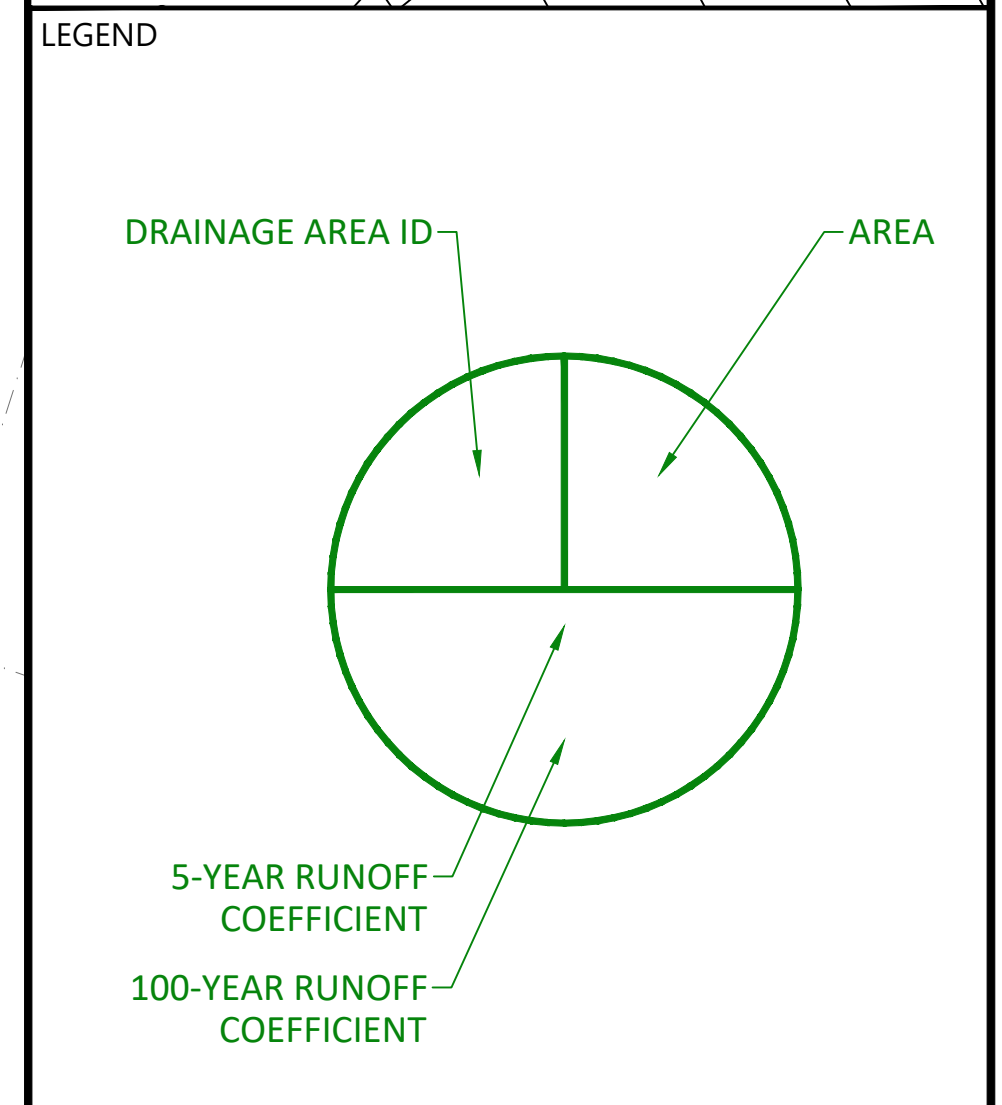 LEGEND
DRAINAGE AREA ID
AREA
5-YEAR RUNOFF
COEFFICIENT
100-YEAR RUNOFF
COEFFICIENT